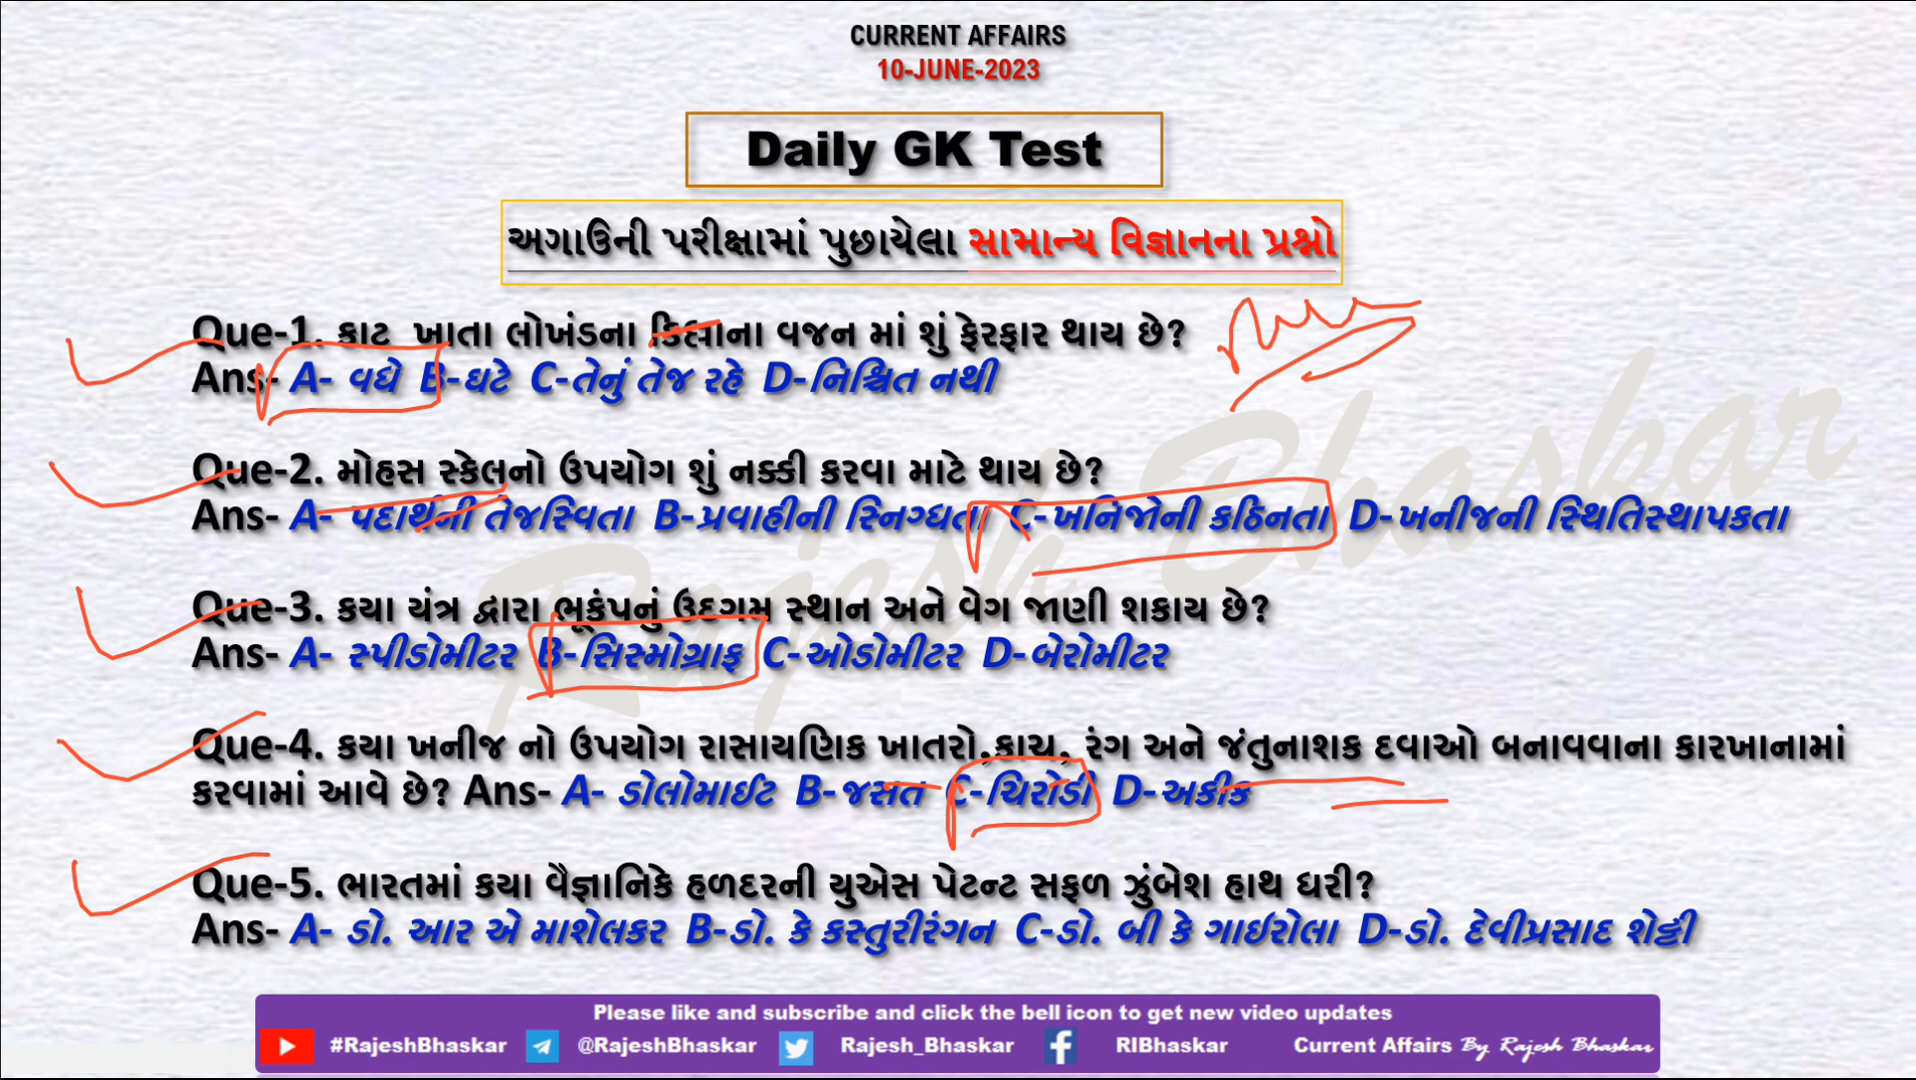 CURRENT AFFAIRS
10-JUNE-2023
Daily GK Test
અગાઉની પરીક્ષામાં પુછાયેલા સામાન્ય વિજ્ઞાનના પ્રશ્નો
Que-1. કાટ ખાતા લોખંડના કિલ્લાના વજન માં શું ફેરફાર થાય છે?
Ans- A- વધે B-ઘટે C-તેનું તેજ રહે D-નિશ્ચિત નથી
Que-2. મોહસ સ્કેલનો ઉપયોગ શું નક્કી કરવા માટે થાય છે?
Ans- A- પદાર્થની તેજસ્વિતા B-પ્રવાહીની સ્નિગ્ધતા C-ખનિજોની કઠિનતા D-ખનીજની સ્થિતિસ્થાપકતા
Que-3. કયા યંત્ર દ્વારા ભૂકંપનું ઉદગમ સ્થાન અને વેગ જાણી શકાય છે?
Ans- A- સ્પીડોમીટર B-સિસ્મોગ્રાફ C-ઓડોમીટર D-બેરોમીટર
Que-4. કયા ખનીજ નો ઉપયોગ રાસાયણિક ખાતરો,કાચ, રંગ અને જંતુનાશક દવાઓ બનાવવાના કારખાનામાં
કરવામાં આવે છે? Ans- A- ડોલોમાઈટ B-જસત C-ચિરોડી D-અકીક
Que-5. ભારતમાં કયા વૈજ્ઞાનિકે હળદરની યુએસ પેટન્ટ સફળ ઝુંબેશ હાથ ધરી?
Ans- A- ડો. આર એ માશેલકર B-ડો. કે કસ્તુરીરંગન C-ડો. બી કે ગાઈરોલા D-ડો. દેવીપ્રસાદ શેટ્ટી
Rajesh Bhaskar
Please like and subscribe and click the bell icon to get new video updates
#RajeshBhaskar @RajeshBhaskar Rajesh_Bhaskar RIBhaskar Current Affairs By Rajesh Bhaskar